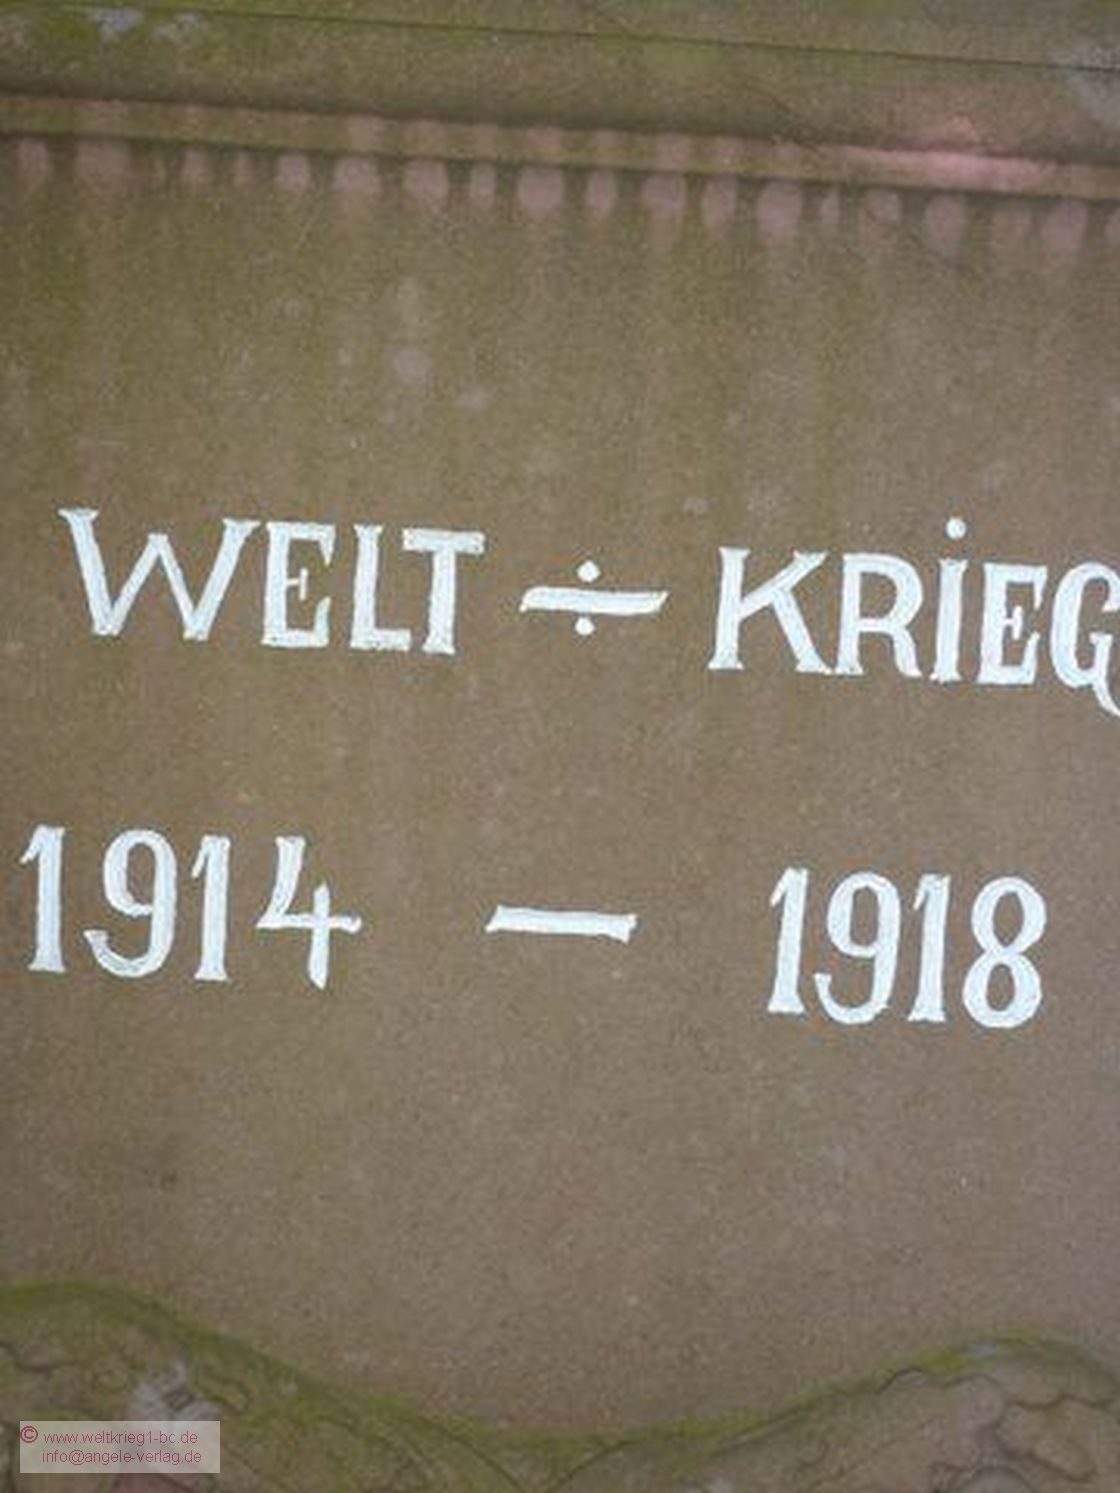 WELT ÷ KRiEG
1914 — 1918
© www.weltkrieg1-bc.de
info@angele-verlag.de